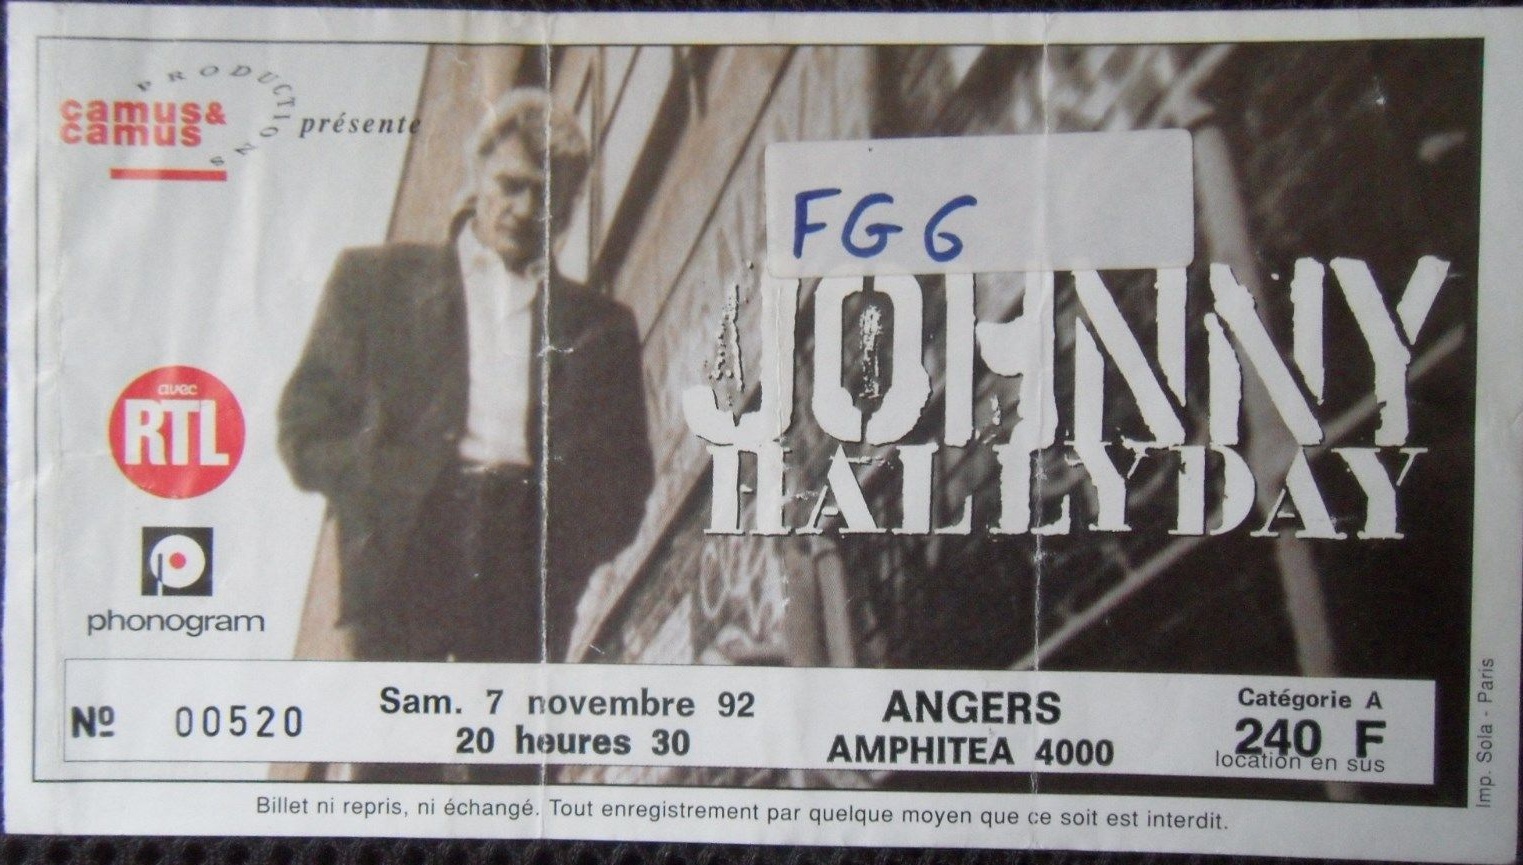 PRODUCTIONS
camus&
camus
présente
FG6
JOHNNY
HALLYDAY
avec
RTL
phonogram
Nº 00520
Sam. 7 novembre 92
20 heures 30
ANGERS
AMPHITEA 4000
Catégorie A
240 F
location en sus
Imp. Sola - Paris
Billet ni repris, ni échangé. Tout enregistrement par quelque moyen que ce soit est interdit.